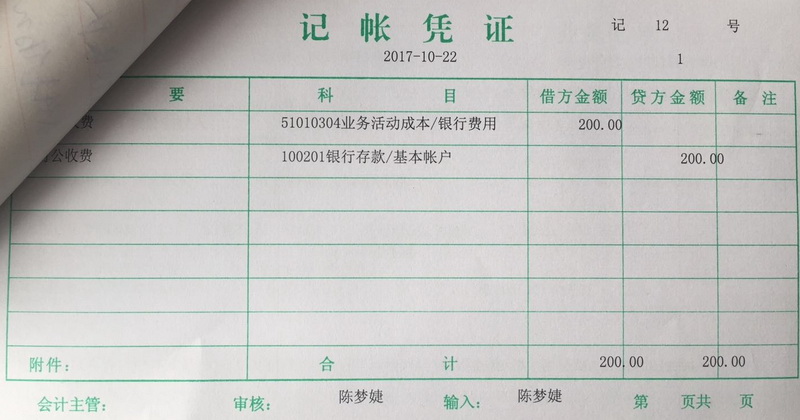 记帐凭证 记 12 号
2017-10-22 1
要 科目 借方金额 贷方金额 备注
收费 51010304业务活动成本/银行费用 200.00
公收费 100201银行存款/基本帐户 200.00
附件： 合计 200.00 200.00
会计主管： 审核： 陈梦婕 输入： 陈梦婕 第 页共 页